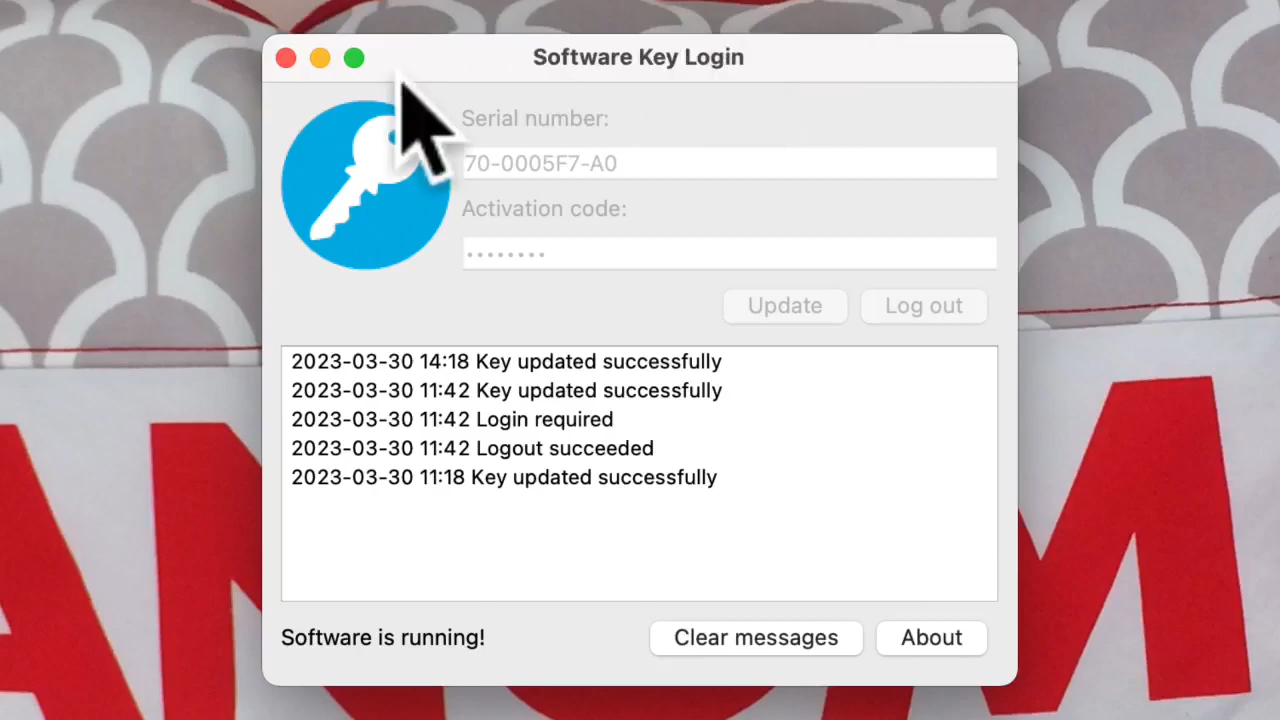 Software Key Login
Serial number:
70-0005F7-A0
Activation code:
••••••••
Update
Log out
2023-03-30 14:18 Key updated successfully
2023-03-30 11:42 Key updated successfully
2023-03-30 11:42 Login required
2023-03-30 11:42 Logout succeeded
2023-03-30 11:18 Key updated successfully
Software is running!
Clear messages
About